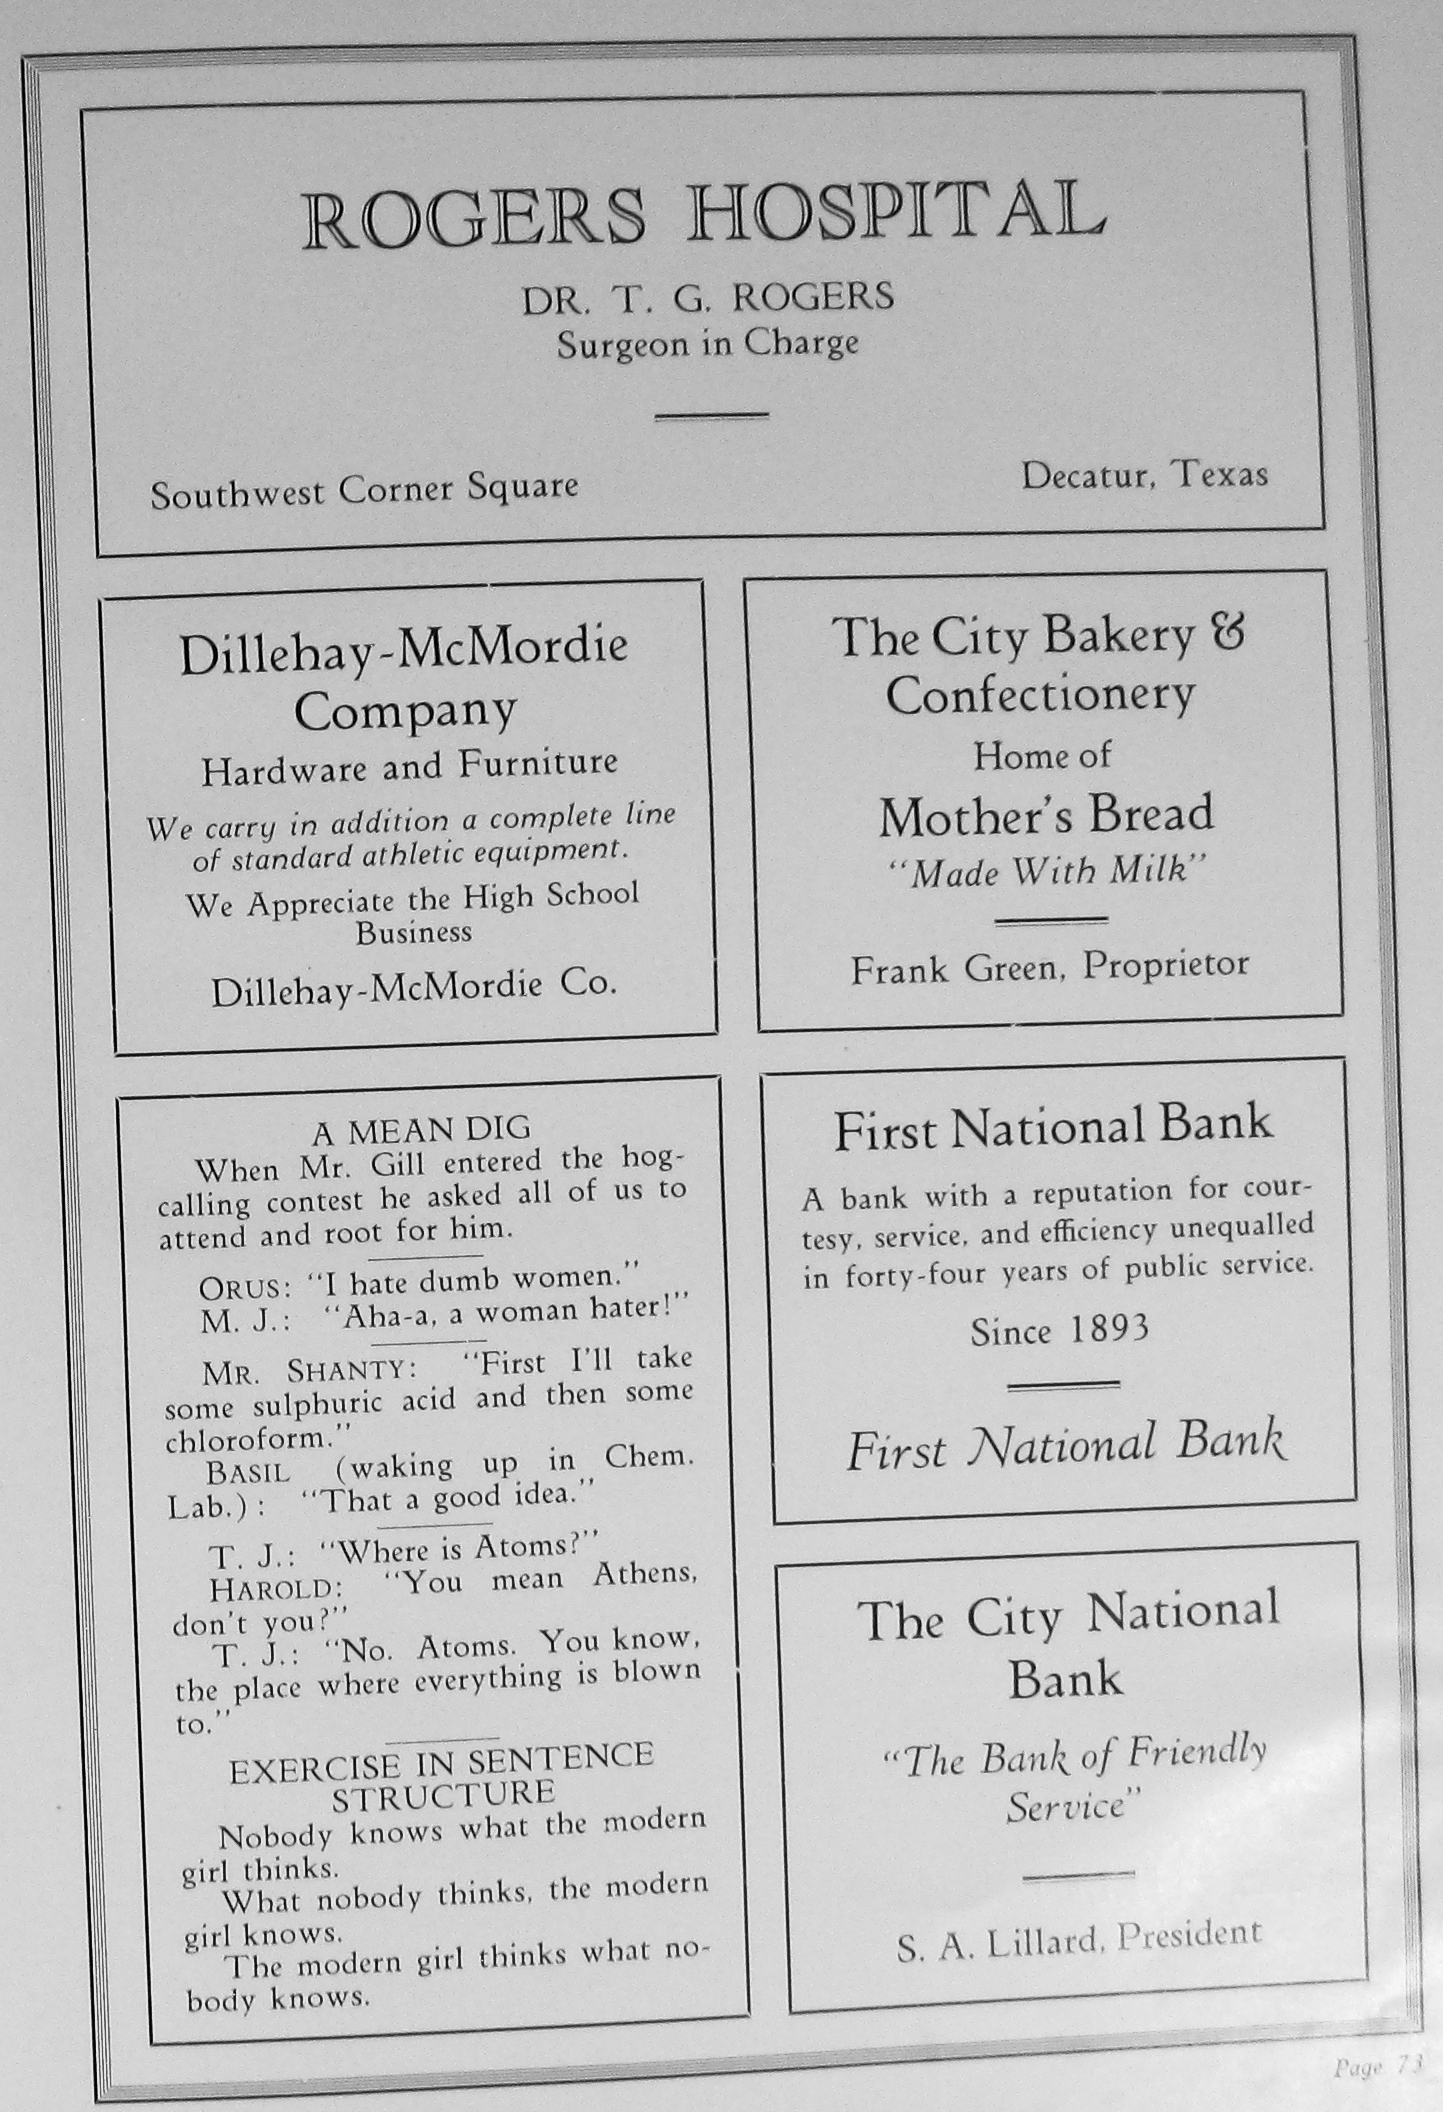 ROGERS HOSPITAL
DR. T. G. ROGERS
Surgeon in Charge
Southwest Corner Square
Decatur, Texas
Dillehay-McMordie
Company
Hardware and Furniture
We carry in addition a complete line
of standard athletic equipment.
We Appreciate the High School
Business
Dillehay-McMordie Co.
The City Bakery &
Confectionery
Home of
Mother's Bread
"Made With Milk"
Frank Green, Proprietor
A MEAN DIG
When Mr. Gill entered the hog-
calling contest he asked all of us to
attend and root for him.
ORUS: "I hate dumb women."
M. J.: "Aha-a, a woman hater!"
MR. SHANTY: "First I'll take
some sulphuric acid and then some
chloroform."
BASIL (waking up in Chem.
Lab.): "That a good idea."
T. J.: "Where is Atoms?"
HAROLD: "You mean Athens,
don't you?"
T. J.: "No. Atoms. You know,
the place where everything is blown
to."
EXERCISE IN SENTENCE
STRUCTURE
Nobody knows what the modern
girl thinks.
What nobody thinks, the modern
girl knows.
The modern girl thinks what no-
body knows.
First National Bank
A bank with a reputation for cour-
tesy, service, and efficiency unequalled
in forty-four years of public service.
Since 1893
First National Bank
The City National
Bank
"The Bank of Friendly
Service"
S. A. Lillard, President
Page 73